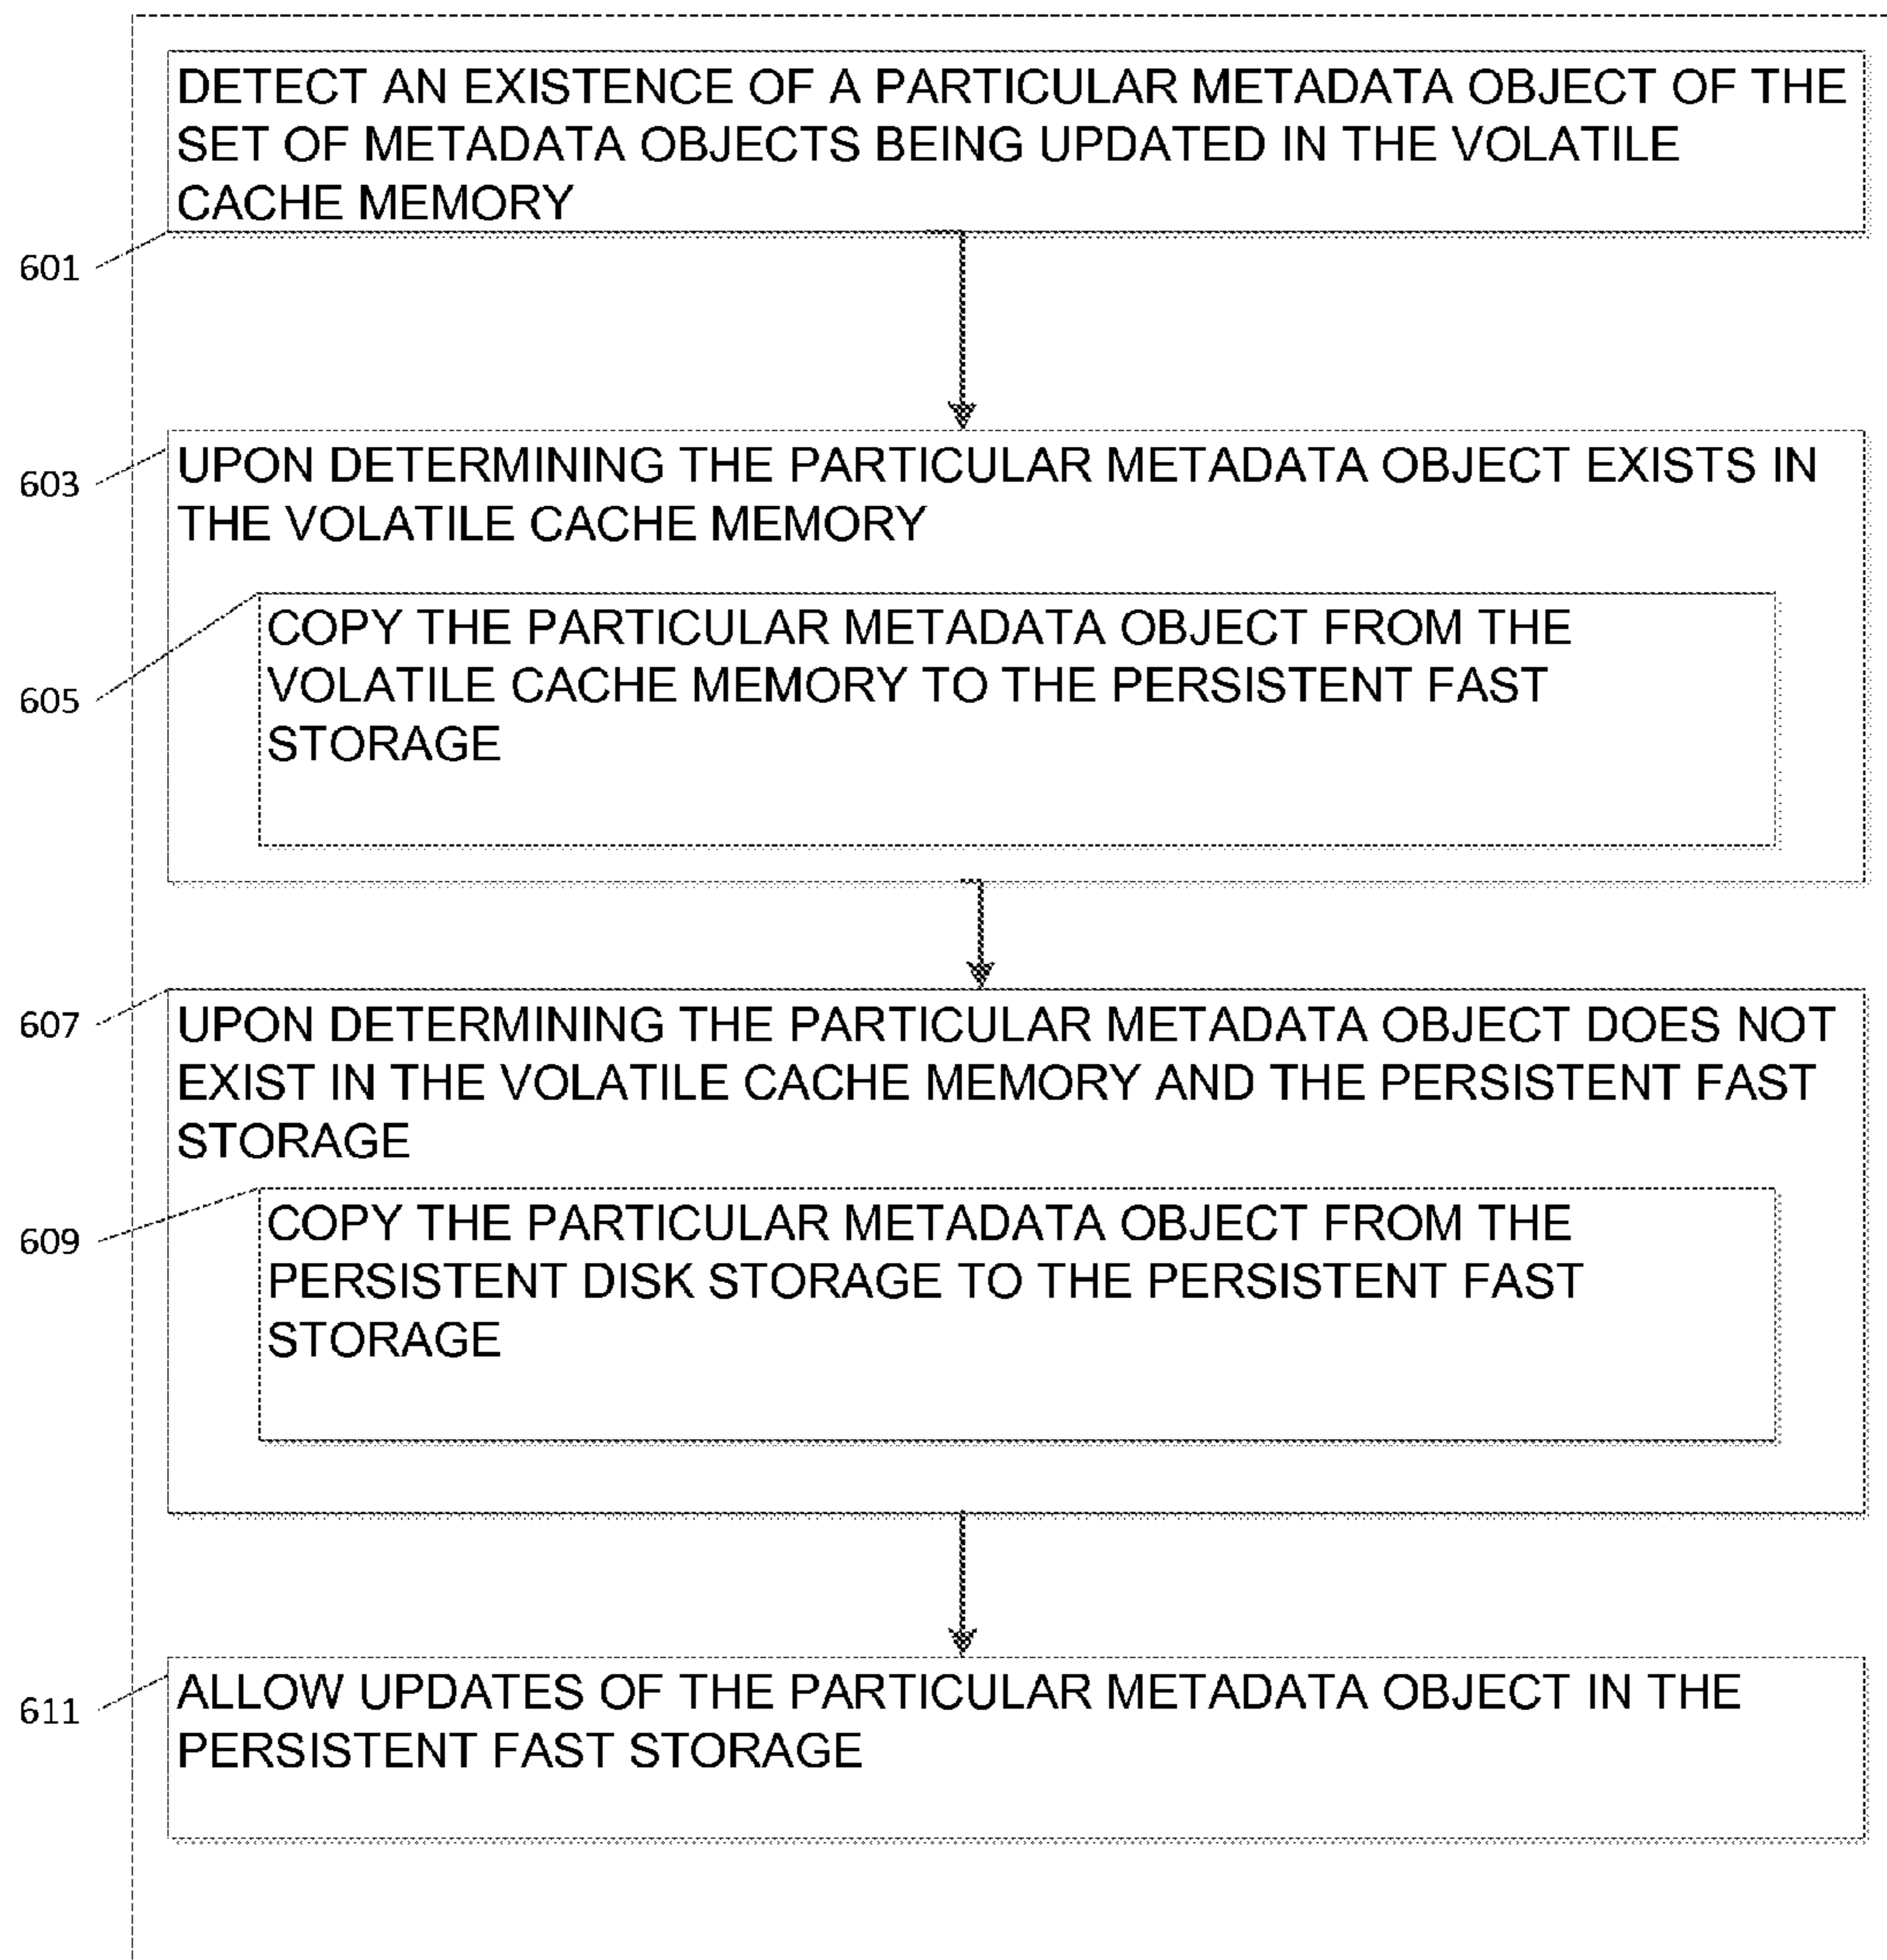 DETECT AN EXISTENCE OF A PARTICULAR METADATA OBJECT OF THE
SET OF METADATA OBJECTS BEING UPDATED IN THE VOLATILE
CACHE MEMORY
601
603
UPON DETERMINING THE PARTICULAR METADATA OBJECT EXISTS IN
THE VOLATILE CACHE MEMORY
605
COPY THE PARTICULAR METADATA OBJECT FROM THE
VOLATILE CACHE MEMORY TO THE PERSISTENT FAST
STORAGE
607
UPON DETERMINING THE PARTICULAR METADATA OBJECT DOES NOT
EXIST IN THE VOLATILE CACHE MEMORY AND THE PERSISTENT FAST
STORAGE
609
COPY THE PARTICULAR METADATA OBJECT FROM THE
PERSISTENT DISK STORAGE TO THE PERSISTENT FAST
STORAGE
611
ALLOW UPDATES OF THE PARTICULAR METADATA OBJECT IN THE
PERSISTENT FAST STORAGE